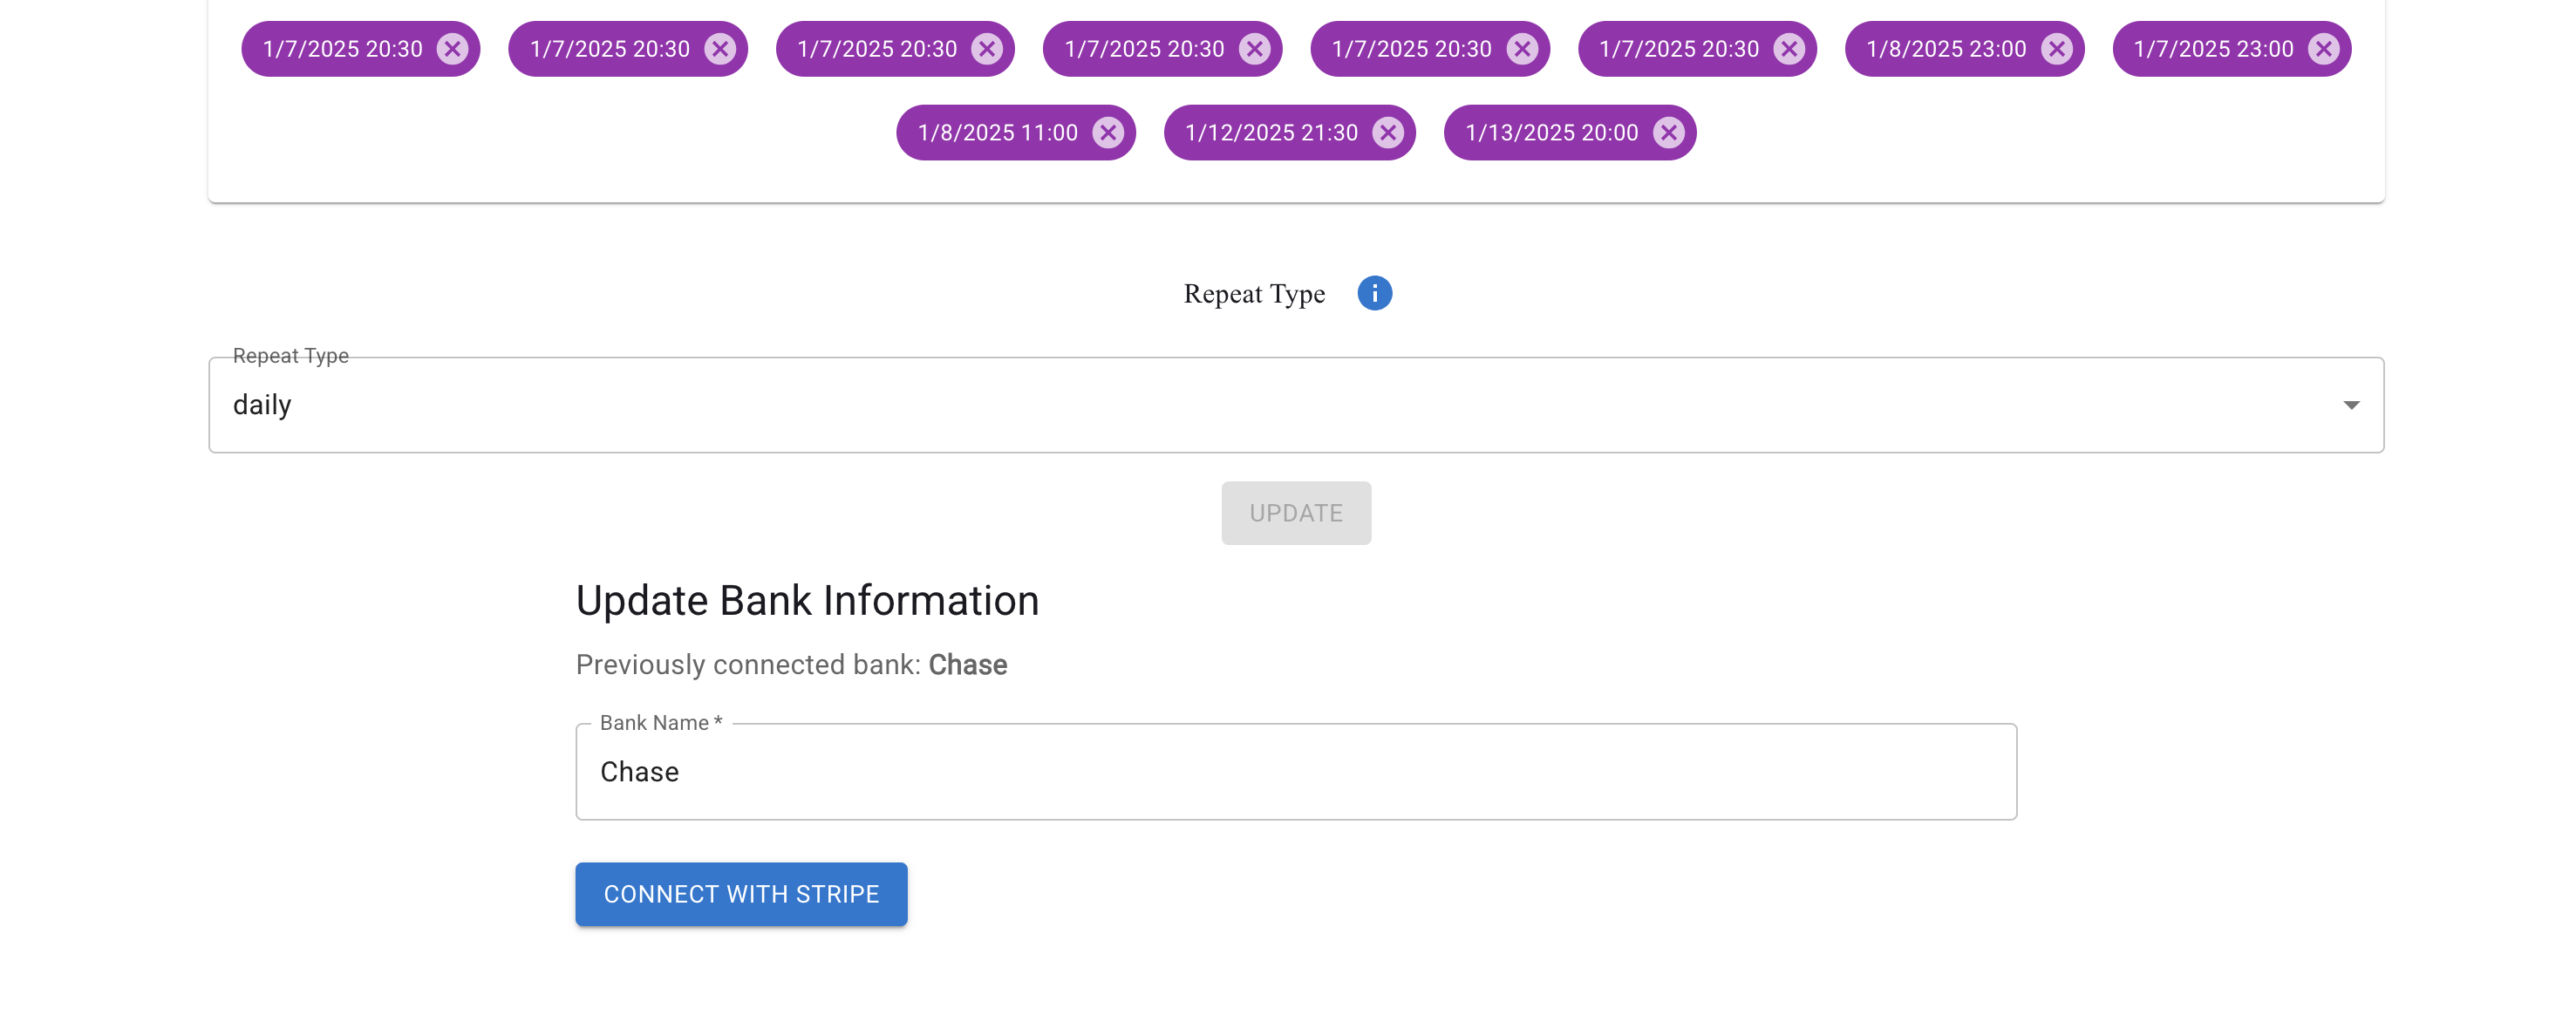 1/7/2025 20:30 1/7/2025 20:30 1/7/2025 20:30 1/7/2025 20:30 1/7/2025 20:30 1/7/2025 20:30 1/8/2025 23:00 1/7/2025 23:00
1/8/2025 11:00 1/12/2025 21:30 1/13/2025 20:00
Repeat Type i
Repeat Type
daily
UPDATE
Update Bank Information
Previously connected bank: Chase
Bank Name *
Chase
CONNECT WITH STRIPE